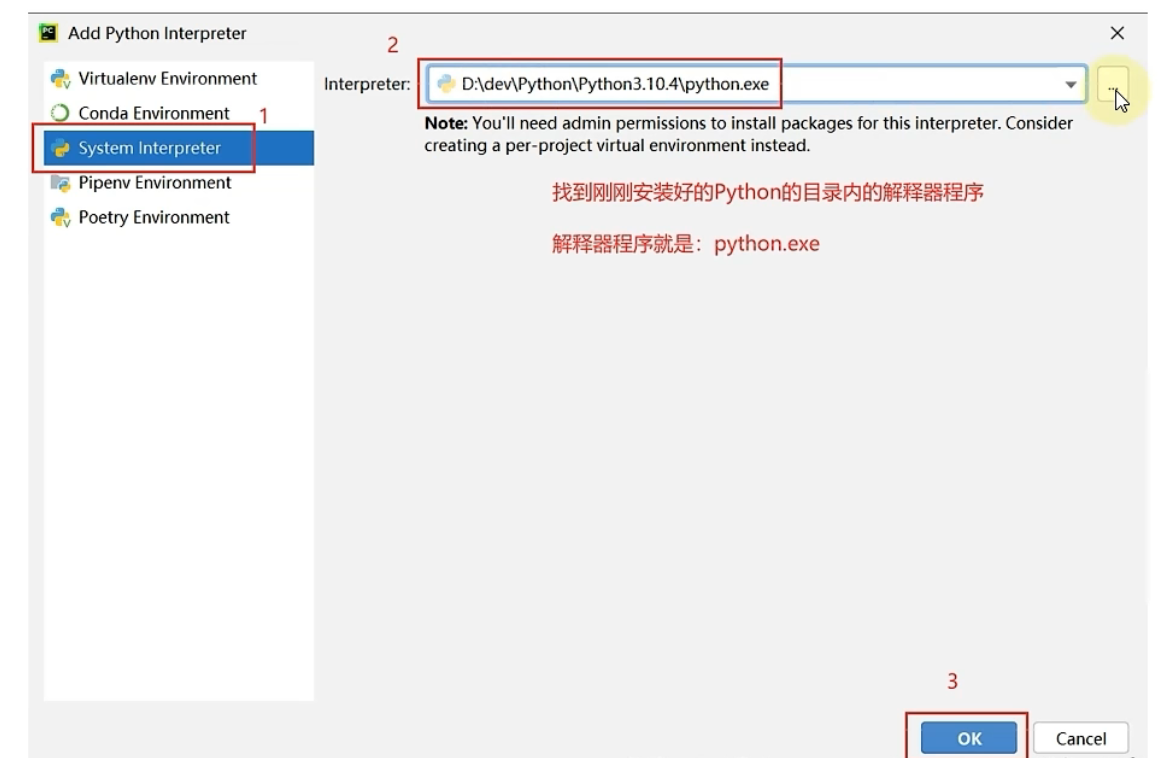 PC
Add Python Interpreter
2
Virtualenv Environment
Interpreter: D:\dev\Python\Python3.10.4\python.exe
...
Conda Environment
1
Note: You'll need admin permissions to install packages for this interpreter. Consider
creating a per-project virtual environment instead.
System Interpreter
Pipenv Environment
找到刚刚安装好的Python的目录内的解释器程序
Poetry Environment
解释器程序就是：python.exe
3
OK
Cancel